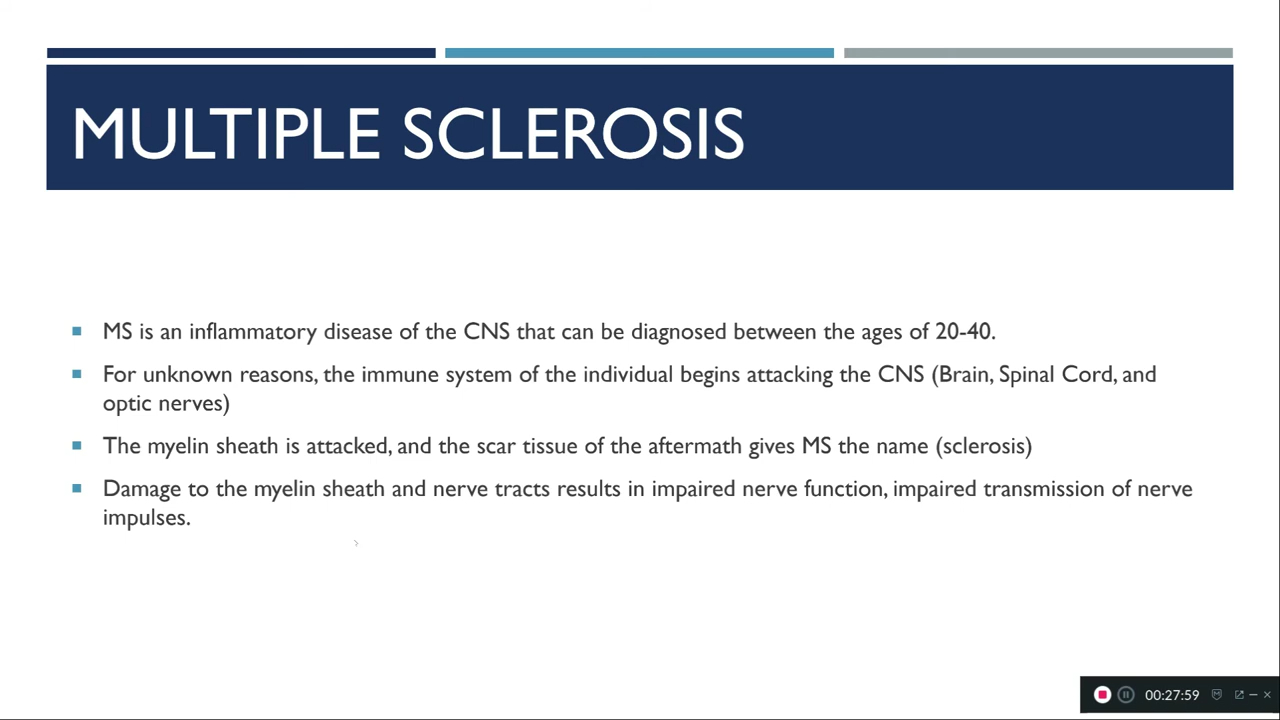 MULTIPLE SCLEROSIS
MS is an inflammatory disease of the CNS that can be diagnosed between the ages of 20-40.
For unknown reasons, the immune system of the individual begins attacking the CNS (Brain, Spinal Cord, and
optic nerves)
The myelin sheath is attacked, and the scar tissue of the aftermath gives MS the name (sclerosis)
Damage to the myelin sheath and nerve tracts results in impaired nerve function, impaired transmission of nerve
impulses.
00:27:59